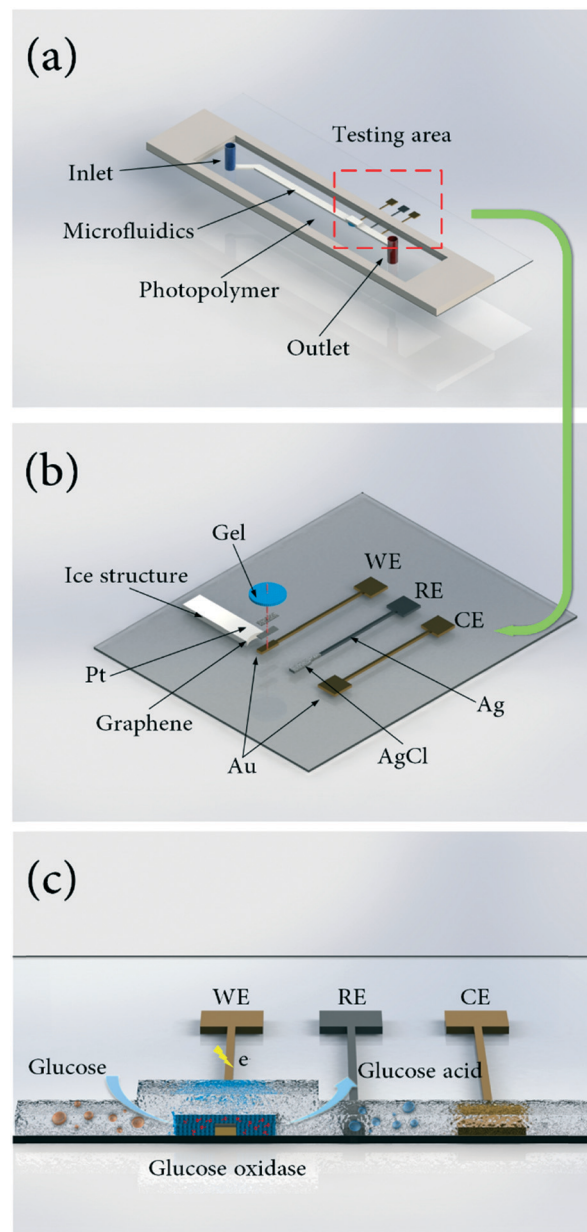 (a)
Testing area
Inlet
Microfluidics
Photopolymer
Outlet
(b)
Gel
WE
Ice structure
RE
CE
Pt
Graphene
Ag
Au
AgCl
(c)
WE
RE
CE
e
Glucose
Glucose acid
Glucose oxidase